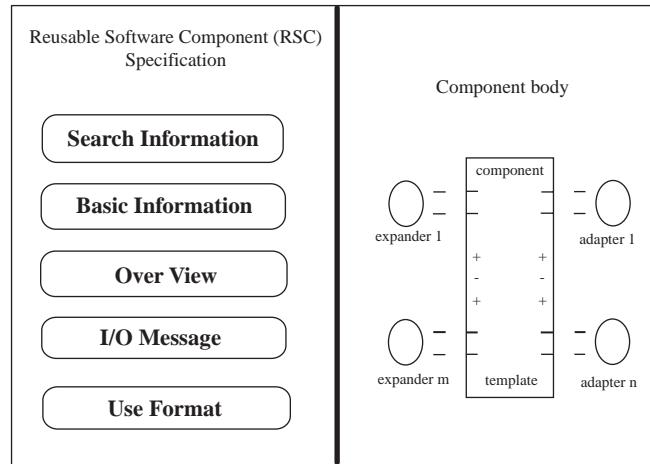 Reusable Software Component (RSC)
Specification
Search Information
Basic Information
Over View
I/O Message
Use Format
Component body
component
expander 1
adapter 1
+ +
- -
+ +
expander m
template
adapter n